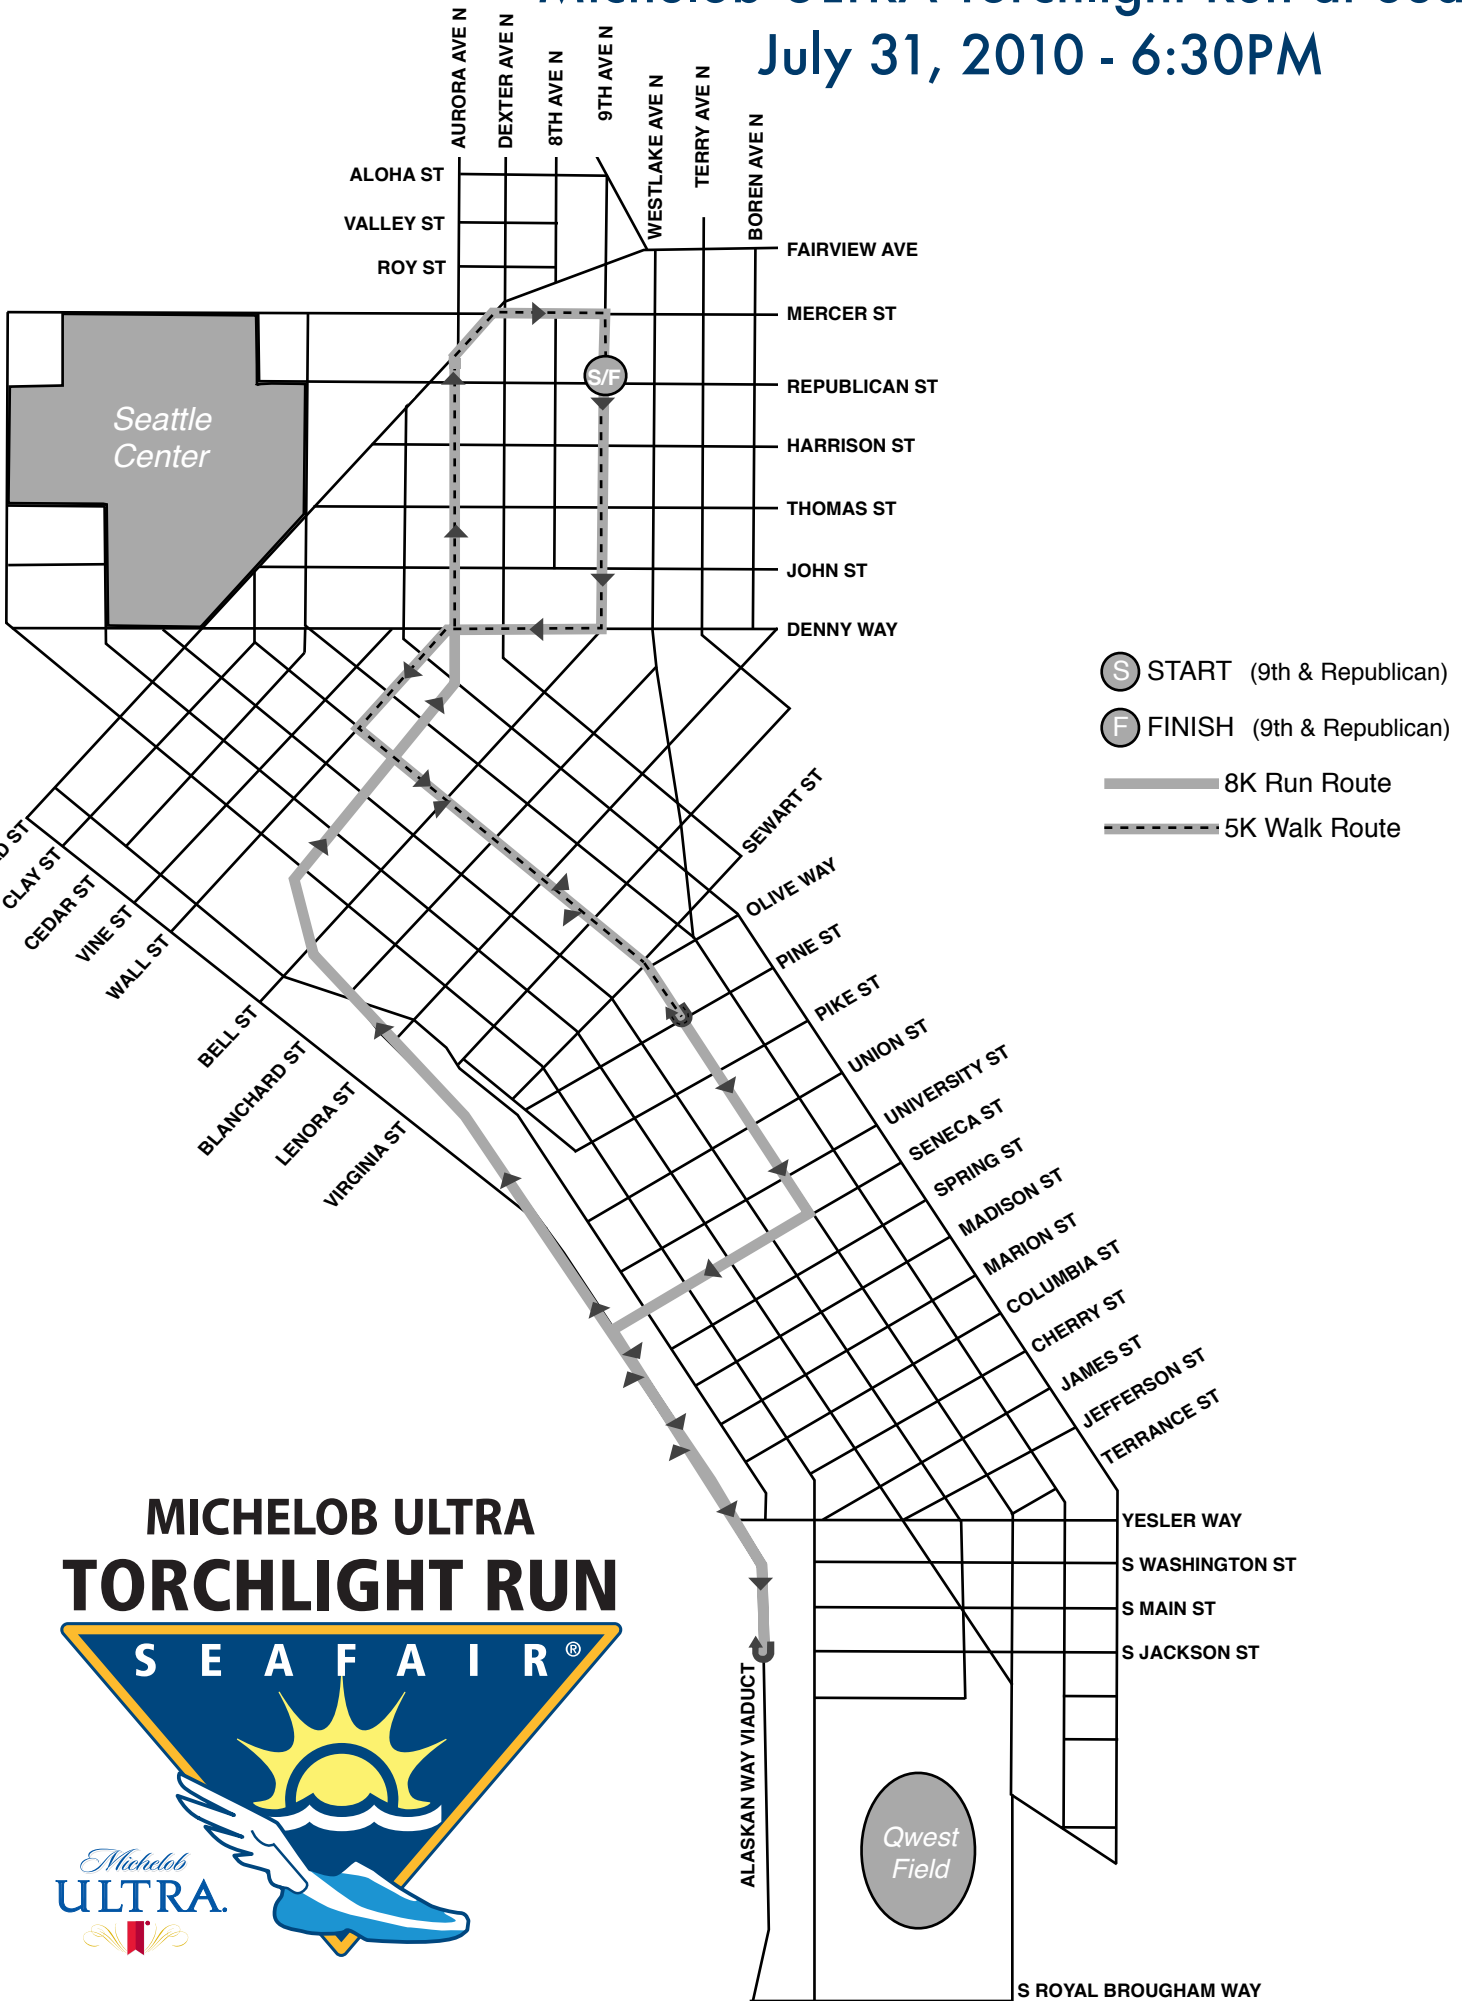 July 31, 2010 - 6:30PM
AURORA AVE N
DEXTER AVE N
8TH AVE N
9TH AVE N
WESTLAKE AVE N
TERRY AVE N
BOREN AVE N
ALOHA ST
VALLEY ST
ROY ST
FAIRVIEW AVE
MERCER ST
S/F
REPUBLICAN ST
Seattle
Center
HARRISON ST
THOMAS ST
JOHN ST
DENNY WAY
S START (9th & Republican)
F FINISH (9th & Republican)
8K Run Route
5K Walk Route
CLAY ST
CEDAR ST
VINE ST
WALL ST
BELL ST
BLANCHARD ST
LENORA ST
VIRGINIA ST
SEWART ST
OLIVE WAY
PINE ST
PIKE ST
UNION ST
UNIVERSITY ST
SENECA ST
SPRING ST
MADISON ST
MARION ST
COLUMBIA ST
CHERRY ST
JAMES ST
JEFFERSON ST
TERRANCE ST
YESLER WAY
S WASHINGTON ST
S MAIN ST
S JACKSON ST
ALASKAN WAY VIADUCT
Qwest
Field
S ROYAL BROUGHAM WAY
MICHELOB ULTRA
TORCHLIGHT RUN
SEAFAIR®
Michelob
ULTRA.